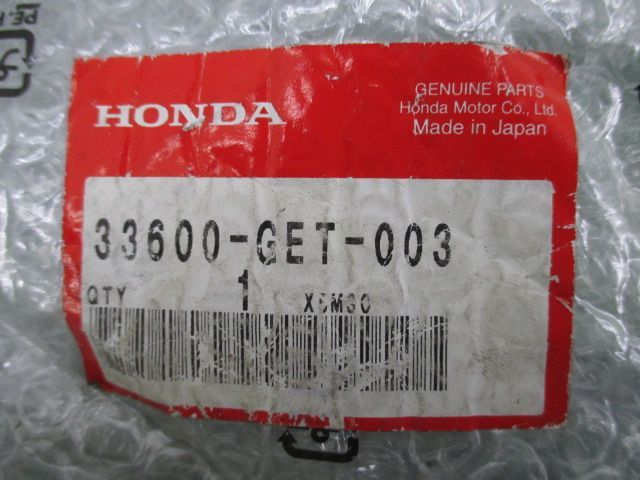 HONDA
GENUINE PARTS
Honda Motor Co., Ltd.
Made in Japan
33600-GET-003
QTY 1